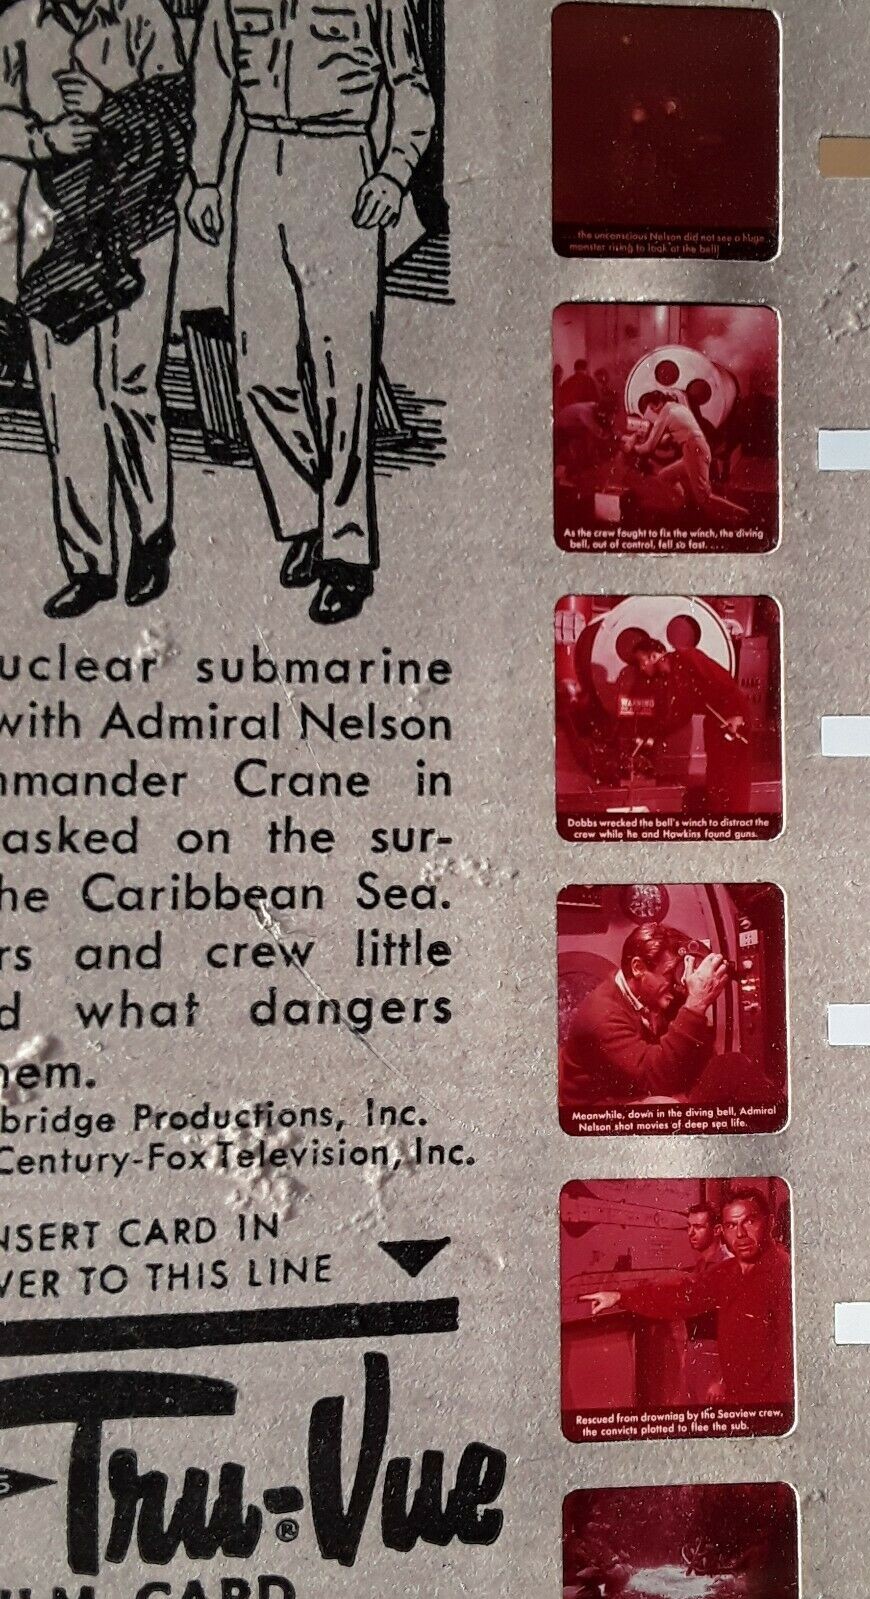 uclear submarine
with Admiral Nelson
mmander Crane in
asked on the sur-
he Caribbean Sea.
rs and crew little
d what dangers
hem.
bridge Productions, Inc.
Century-Fox Television, Inc.
NSERT CARD IN
VER TO THIS LINE
Tru-Vue
®
FILM CARD
...the unconscious Nelson did not see a huge
monster rising to look at the bell!
As the crew fought to fix the winch, the diving
bell, out of control, fell so fast....
WARNING
Dobbs wrecked the bell's winch to distract the
crew while he and Hawkins found guns.
Meanwhile, down in the diving bell, Admiral
Nelson shot movies of deep sea life.
Rescued from drowning by the Seaview crew,
the convicts plotted to flee the sub.